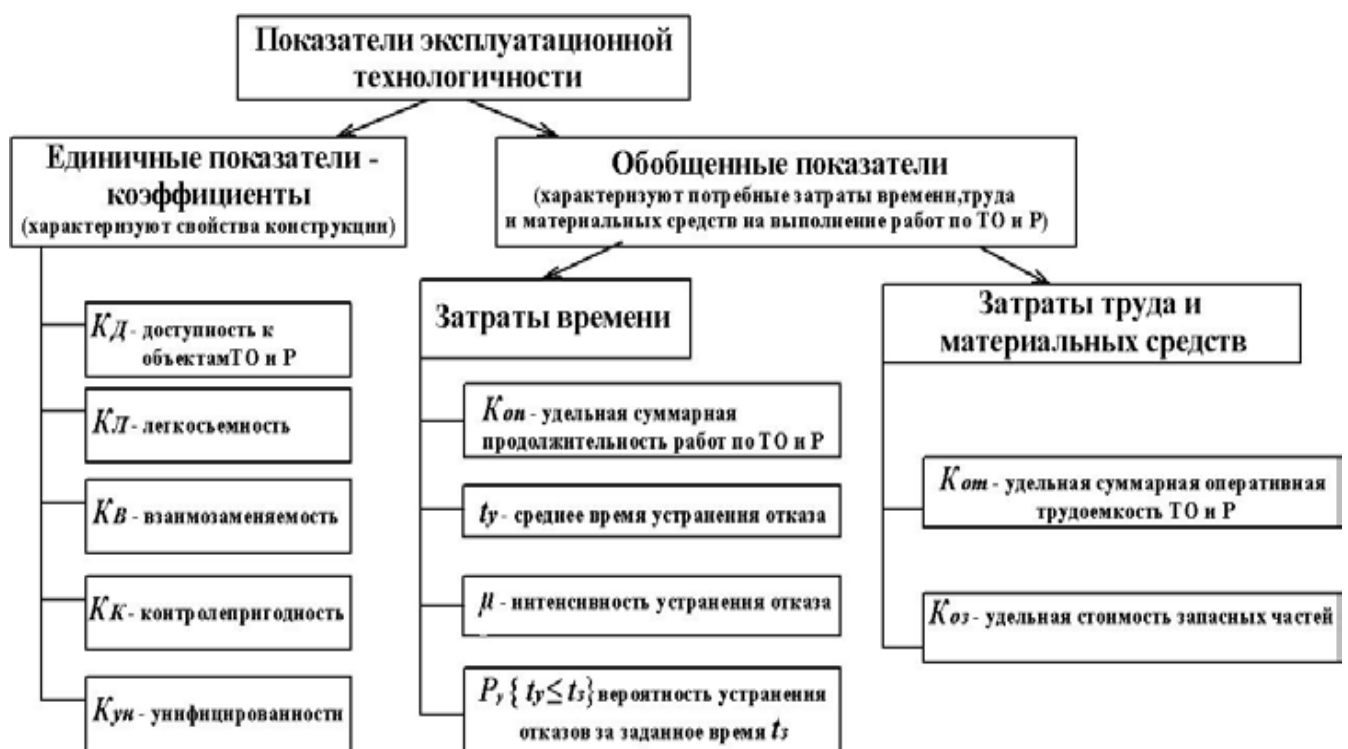 Показатели эксплуатационной
технологичности
Единичные показатели -
коэффициенты
(характеризуют свойства конструкции)
КД - доступность к
объектамТО и Р
КЛ - легкосъемность
КВ - взаимозаменяемость
КК - контролепригодность
Кун - унифицированности
Обобщенные показатели
(характеризуют потребные затраты времени,труда
и материальных средств на выполнение работ по ТО и Р)
Затраты времени
Коп - удельная суммарная
продолжительность работ по ТО и Р
tу - среднее время устранения отказа
μ - интенсивность устранения отказа
Pу { tу ≤ tз} вероятность устранения
отказов за заданное время tз
Затраты труда и
материальных средств
Кот - удельная суммарная оперативная
трудоемкость ТО и Р
Коз - удельная стоимость запасных частей